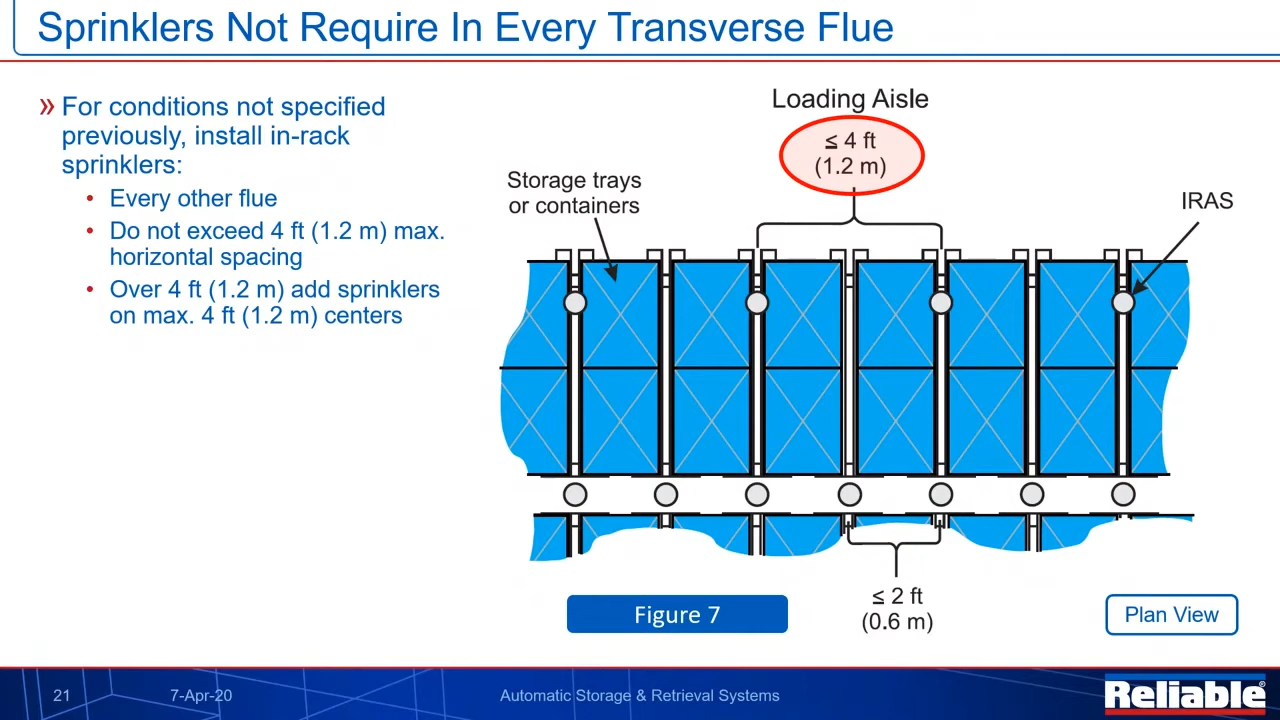 Sprinklers Not Require In Every Transverse Flue
» For conditions not specified
previously, install in-rack
sprinklers:
• Every other flue
• Do not exceed 4 ft (1.2 m) max.
horizontal spacing
• Over 4 ft (1.2 m) add sprinklers
on max. 4 ft (1.2 m) centers
Loading Aisle
≤ 4 ft
(1.2 m)
Storage trays
or containers
IRAS
≤ 2 ft
(0.6 m)
Figure 7
Plan View
21
7-Apr-20
Automatic Storage & Retrieval Systems
Reliable®